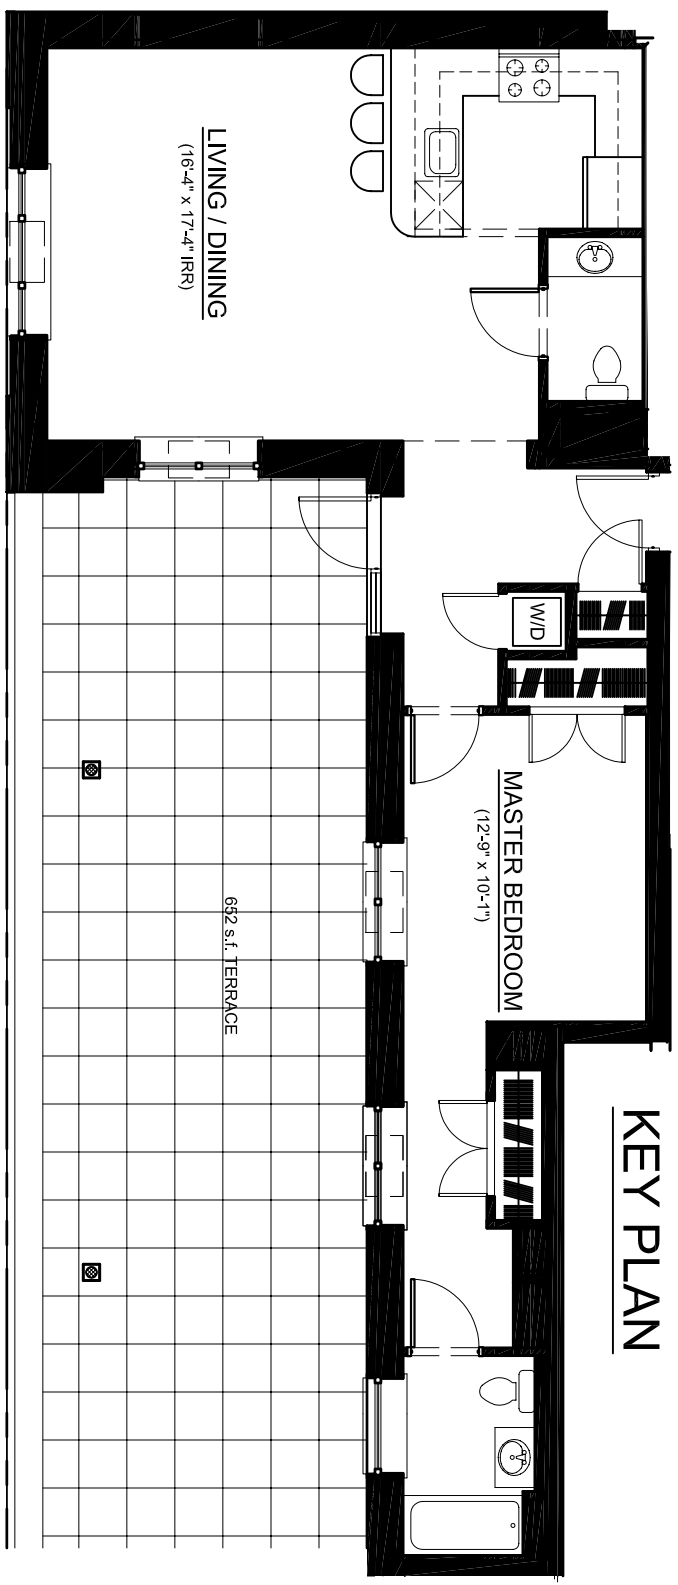 LIVING / DINING
(16'-4" x 17'-4" IRR)
W/D
MASTER BEDROOM
(12'-9" x 10'-1")
652 s.f. TERRACE
KEY PLAN